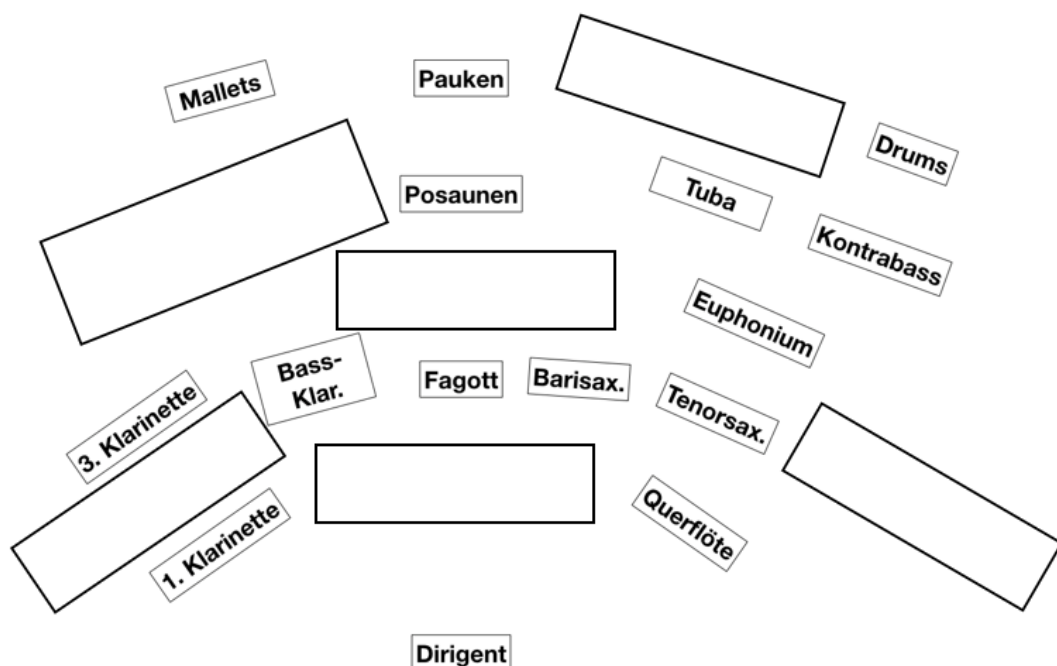 Mallets
Pauken
Drums
Posaunen
Tuba
Kontrabass
Euphonium
Bass-
Klar.
Fagott
Barisax.
Tenorsax.
3. Klarinette
1. Klarinette
Querflöte
Dirigent